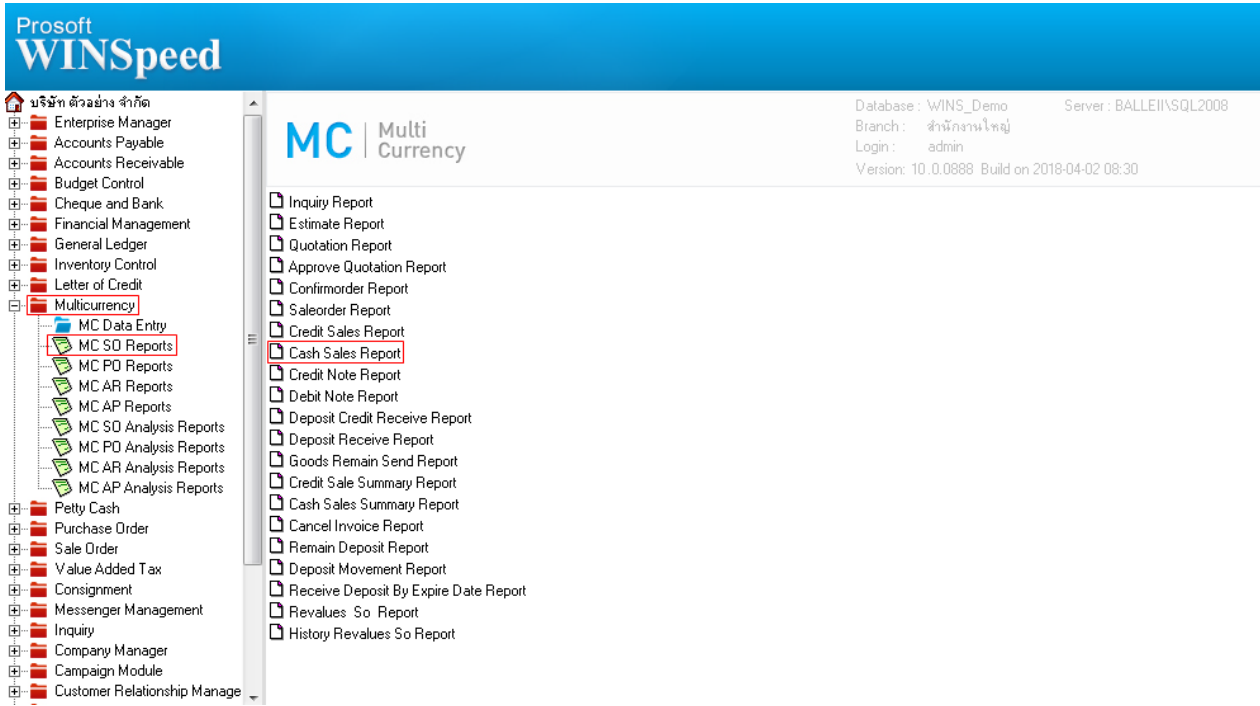 Prosoft
WINSpeed
บริษัท ตัวอย่าง จำกัด
Enterprise Manager
Accounts Payable
Accounts Receivable
Budget Control
Cheque and Bank
Financial Management
General Ledger
Inventory Control
Letter of Credit
Multicurrency
MC Data Entry
MC SO Reports
MC PO Reports
MC AR Reports
MC AP Reports
MC SO Analysis Reports
MC PO Analysis Reports
MC AR Analysis Reports
MC AP Analysis Reports
Petty Cash
Purchase Order
Sale Order
Value Added Tax
Consignment
Messenger Management
Inquiry
Company Manager
Campaign Module
Customer Relationship Manage
MC Multi
Currency
Database : WINS_Demo Server : BALLEII\SQL2008
Branch : สำนักงานใหญ่
Login : admin
Version: 10.0.0888 Build on 2018-04-02 08:30
Inquiry Report
Estimate Report
Quotation Report
Approve Quotation Report
Confirmorder Report
Saleorder Report
Credit Sales Report
Cash Sales Report
Credit Note Report
Debit Note Report
Deposit Credit Receive Report
Deposit Receive Report
Goods Remain Send Report
Credit Sale Summary Report
Cash Sales Summary Report
Cancel Invoice Report
Remain Deposit Report
Deposit Movement Report
Receive Deposit By Expire Date Report
Revalues So Report
History Revalues So Report